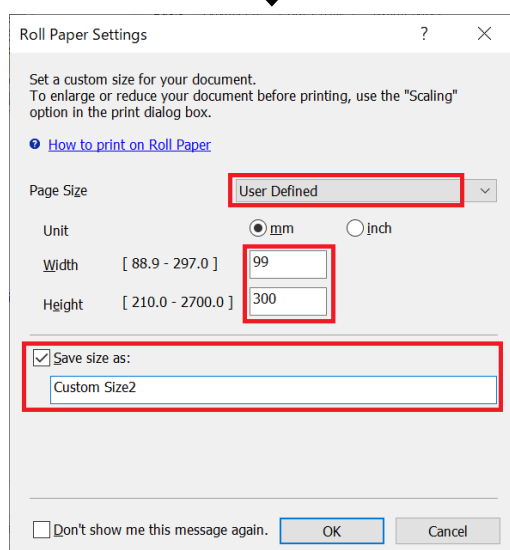 Roll Paper Settings ?
Set a custom size for your document.
To enlarge or reduce your document before printing, use the "Scaling"
option in the print dialog box.
How to print on Roll Paper
Page Size User Defined
Unit mm inch
Width [ 88.9 - 297.0 ] 99
Height [ 210.0 - 2700.0 ] 300
Save size as:
Custom Size2
Don't show me this message again. OK Cancel